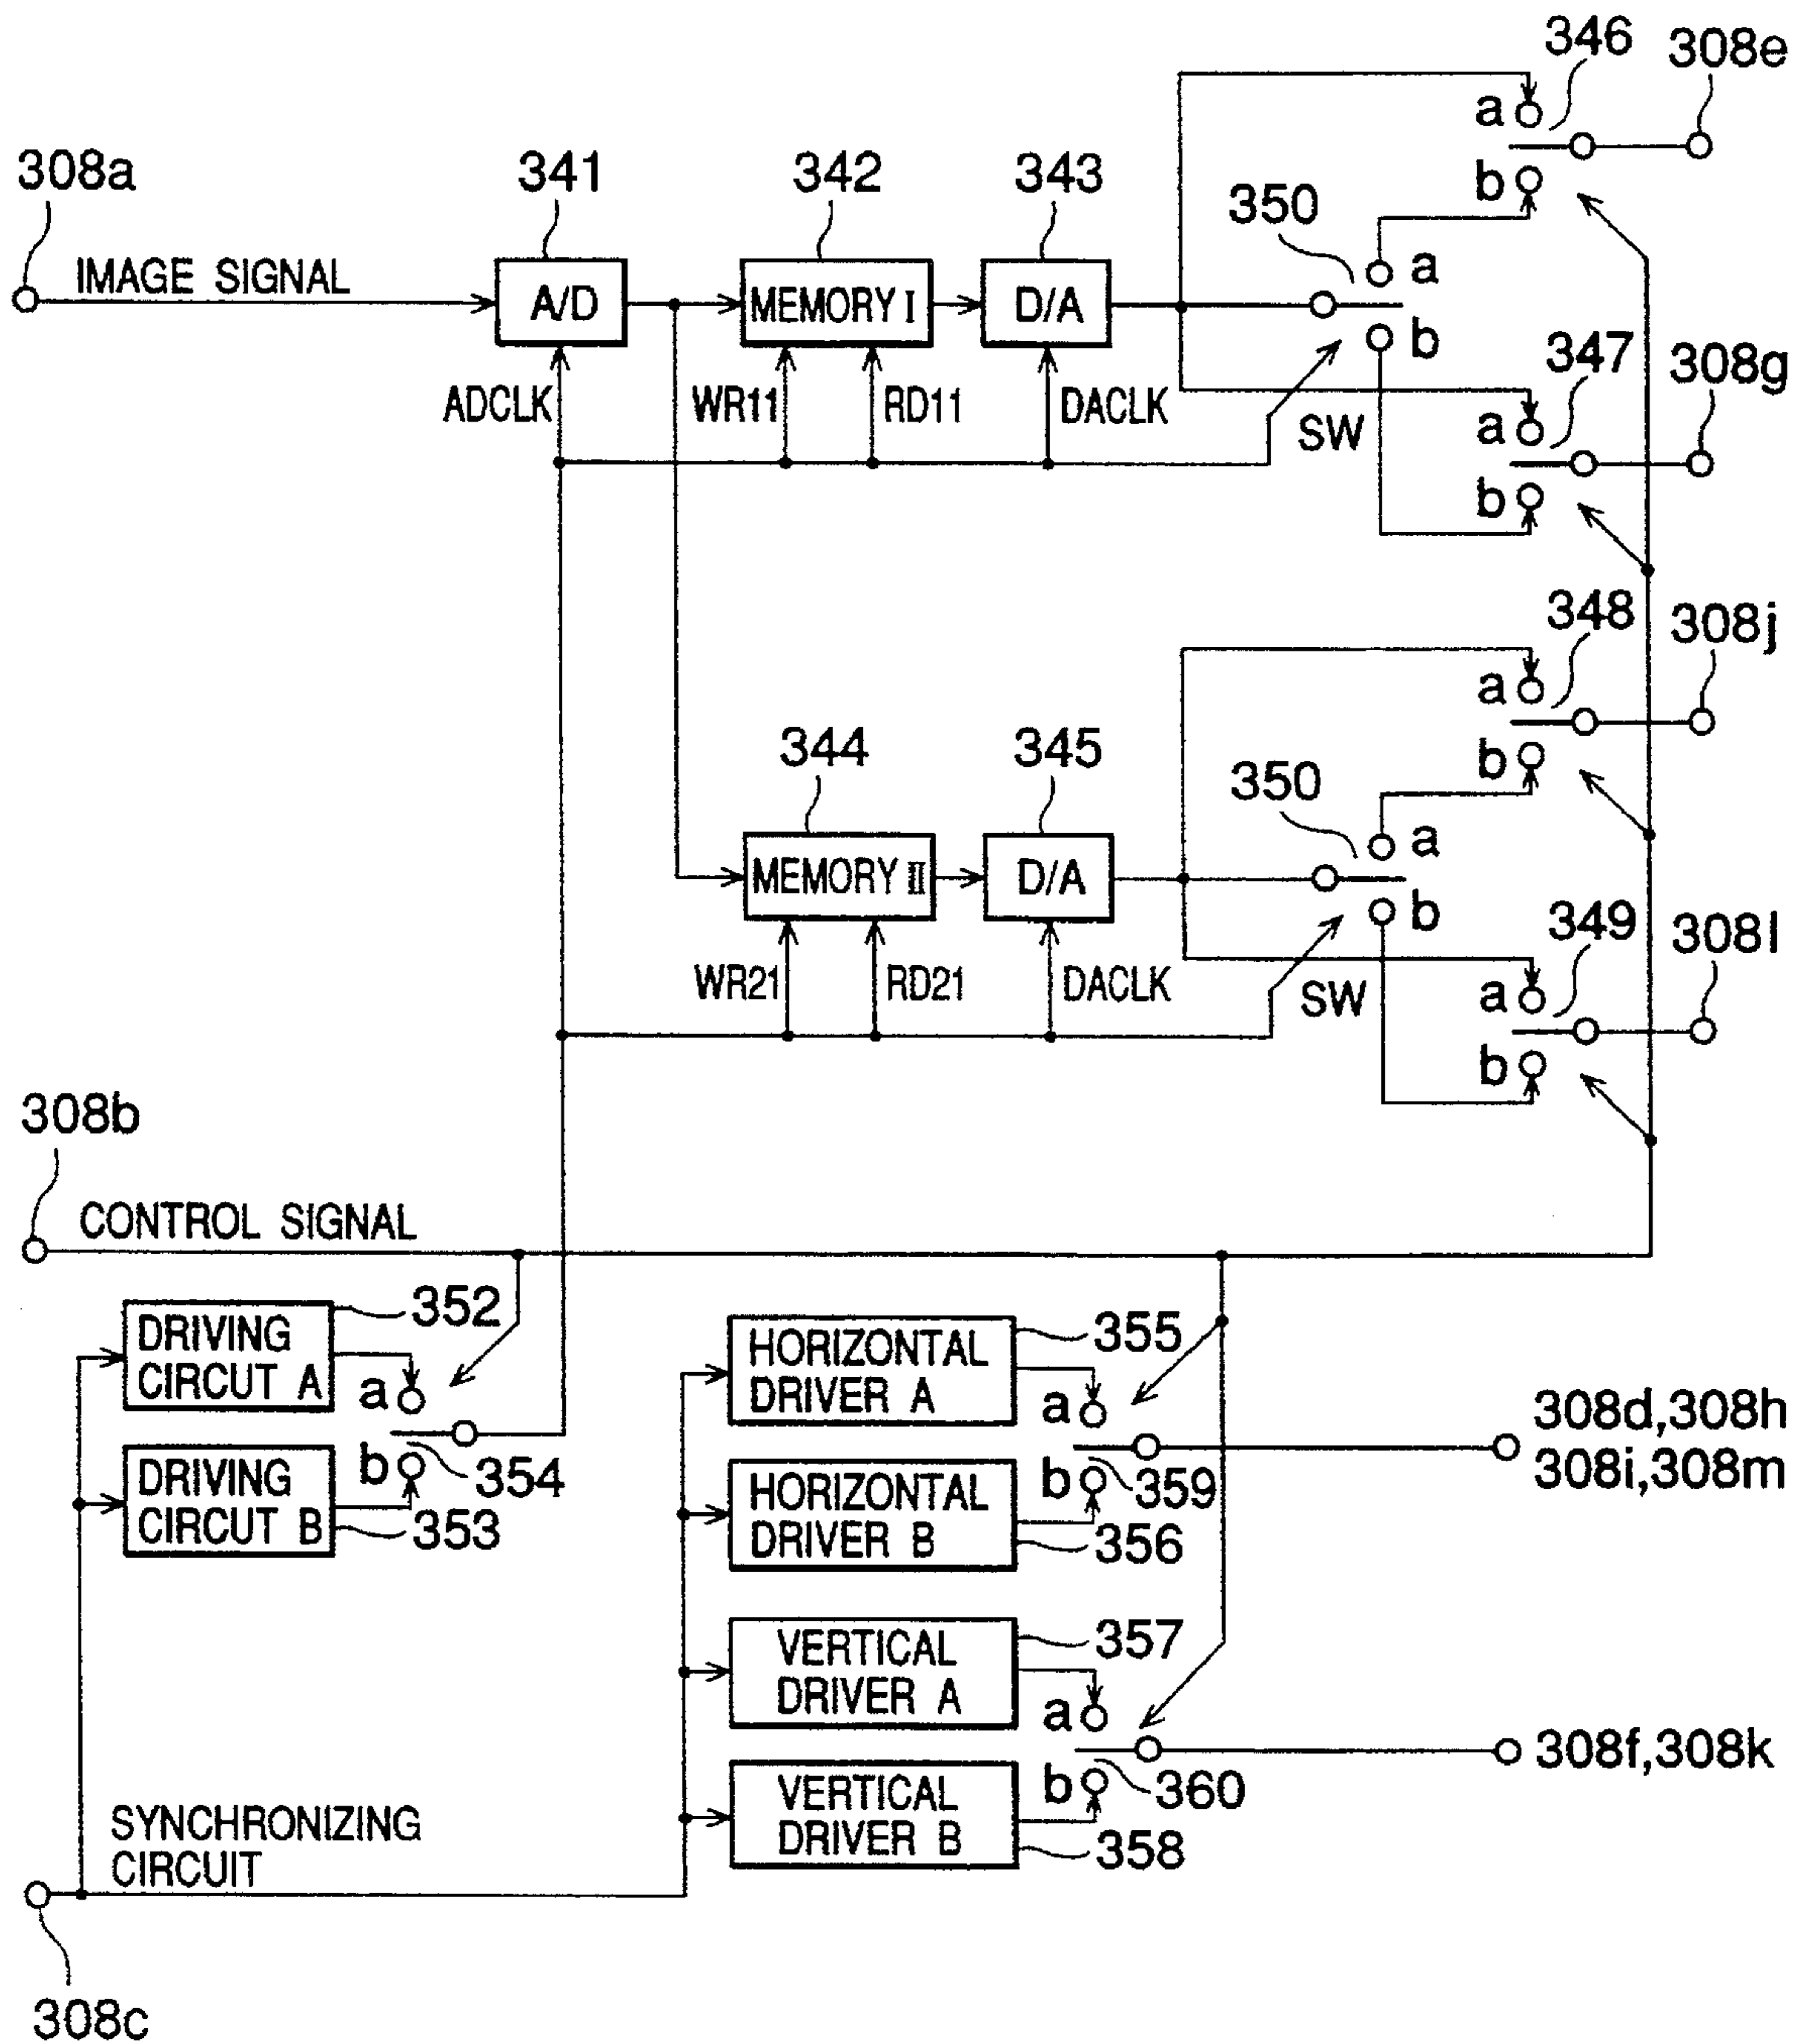 346
308e
a
308a
341
342
343
b
350
IMAGE SIGNAL
A/D
MEMORY I
D/A
a
b
347
308g
ADCLK
WR11
RD11
DACLK
SW
a
b
348
308j
a
344
345
b
350
a
MEMORY II
D/A
b
349
308l
WR21
RD21
DACLK
SW
a
b
308b
CONTROL SIGNAL
352
DRIVING
CIRCUT A
a
355
HORIZONTAL
DRIVER A
a
308d,308h
308i,308m
b
354
DRIVING
CIRCUT B
353
b
359
HORIZONTAL
DRIVER B
356
357
VERTICAL
DRIVER A
a
308f,308k
b
360
VERTICAL
DRIVER B
358
SYNCHRONIZING
CIRCUIT
308c